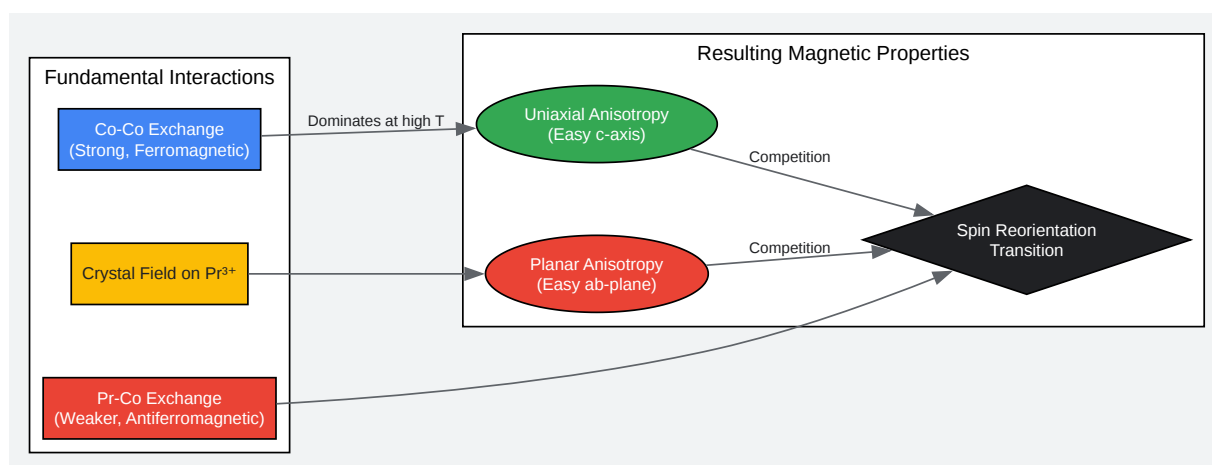 Fundamental Interactions
Co-Co Exchange
(Strong, Ferromagnetic)
Crystal Field on Pr³⁺
Pr-Co Exchange
(Weaker, Antiferromagnetic)
Dominates at high T
Resulting Magnetic Properties
Uniaxial Anisotropy
(Easy c-axis)
Competition
Planar Anisotropy
(Easy ab-plane)
Competition
Spin Reorientation
Transition